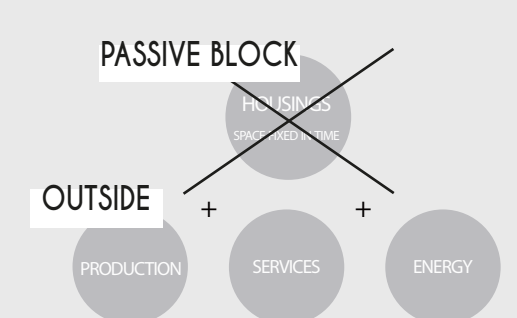 PASSIVE BLOCK
HOUSINGS
SPACE FIXED IN TIME
OUTSIDE
+ +
PRODUCTION SERVICES ENERGY